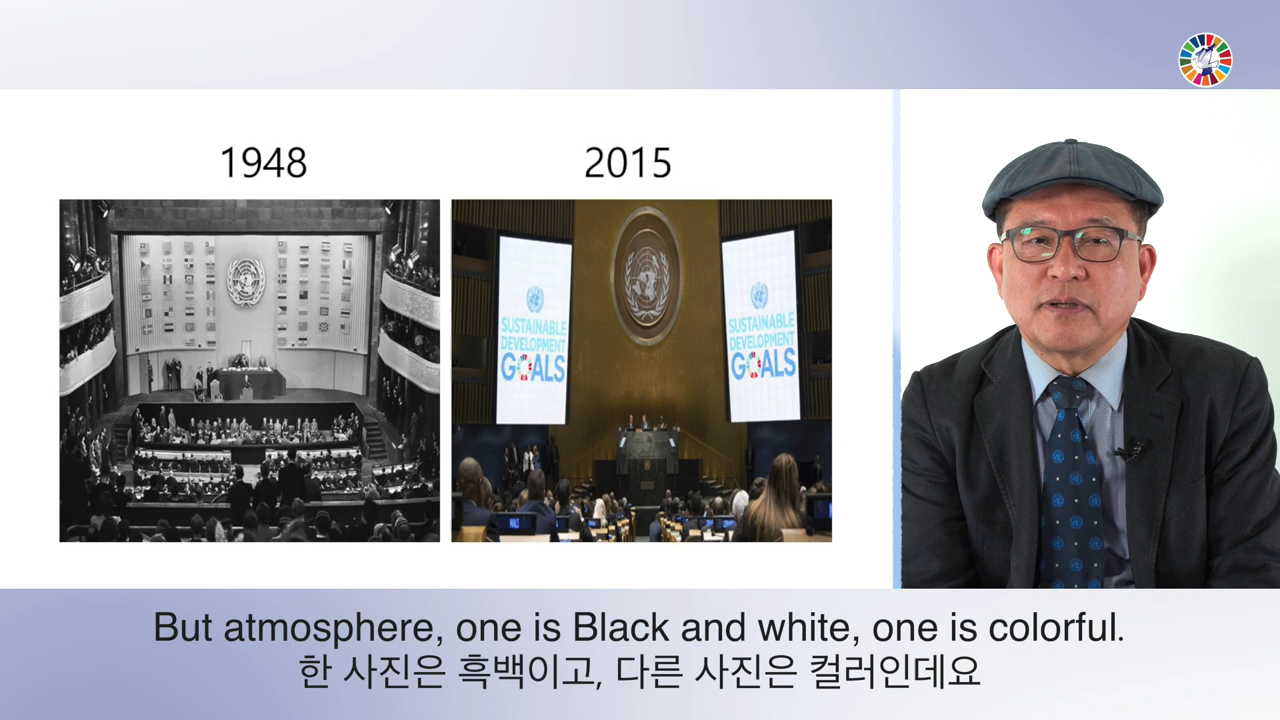 1948
2015
SUSTAINABLE
DEVELOPMENT
GOALS
SUSTAINABLE
DEVELOPMENT
GOALS
But atmosphere, one is Black and white, one is colorful.
한 사진은 흑백이고, 다른 사진은 컬러인데요